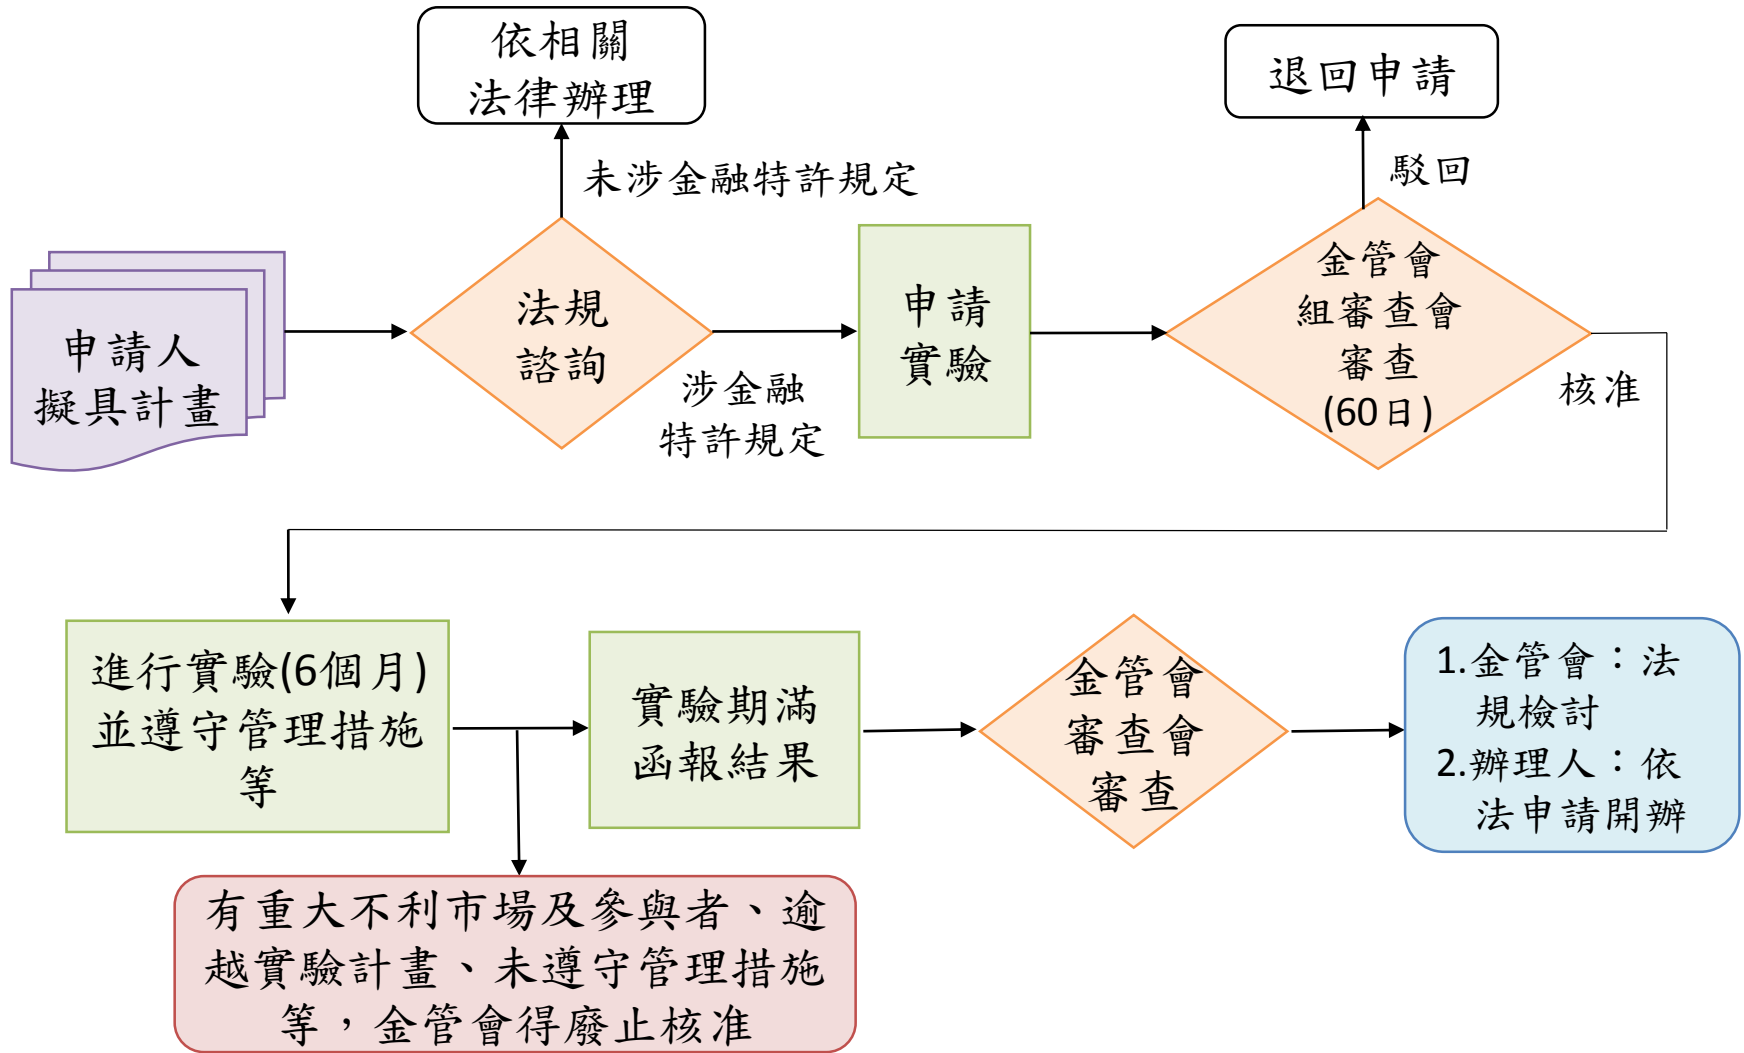 依相關
法律辦理
退回申請
未涉金融特許規定
駁回
申請人
擬具計畫
法規
諮詢
涉金融
特許規定
申請
實驗
金管會
組審查會
審查
(60日)
核准
進行實驗(6個月)
並遵守管理措施
等
實驗期滿
函報結果
金管會
審查會
審查
1.金管會：法
規檢討
2.辦理人：依
法申請開辦
有重大不利市場及參與者、逾
越實驗計畫、未遵守管理措施
等，金管會得廢止核准